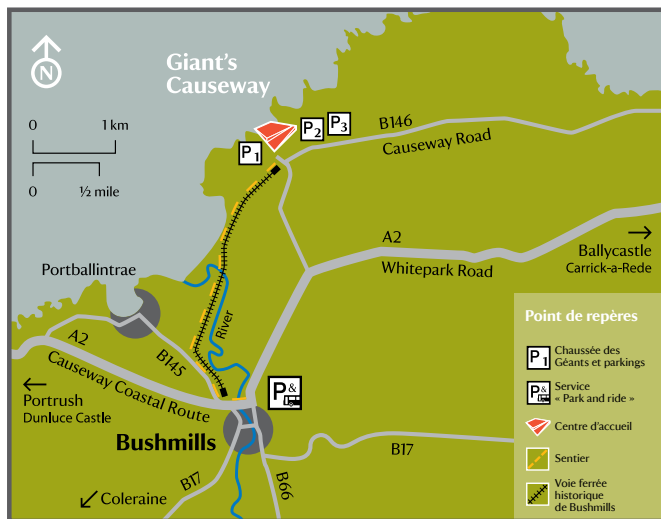 Giant's
Causeway
N
0 1 km
0 ½ mile
P1
P2
P3
B146
Causeway Road
A2
Whitepark Road
Ballycastle
Carrick-a-Rede
Portballintrae
River
A2
B145
Causeway Coastal Route
Portrush
Dunluce Castle
P&
Bushmills
B17
B17
B66
Coleraine
Point de repères
P1
Chaussée des
Géants et parkings
P&
Service
« Park and ride »
Centre d'accueil
Sentier
Voie ferrée
historique
de Bushmills